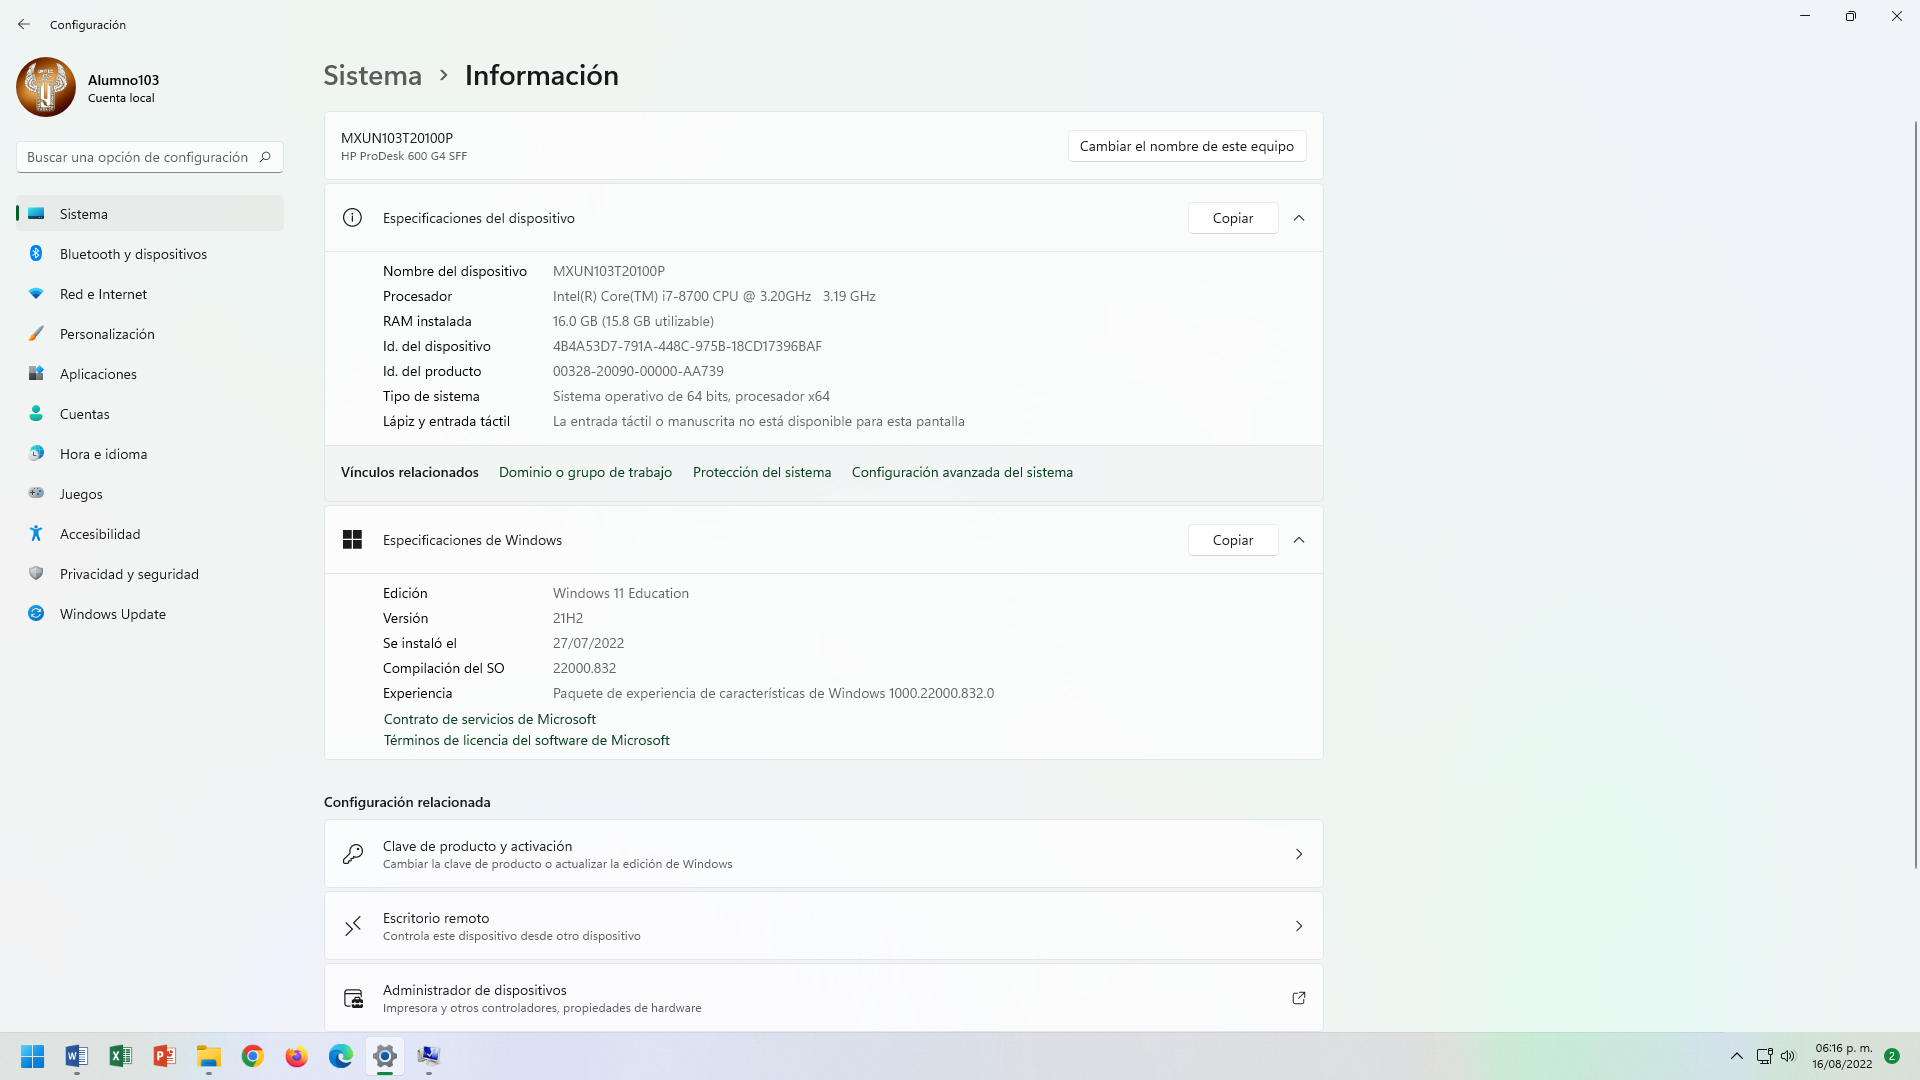 Configuración
Alumno103
Cuenta local
Buscar una opción de configuración
Sistema
Bluetooth y dispositivos
Red e Internet
Personalización
Aplicaciones
Cuentas
Hora e idioma
Juegos
Accesibilidad
Privacidad y seguridad
Windows Update
Sistema > Información
MXUN103T20100P
HP ProDesk 600 G4 SFF
Cambiar el nombre de este equipo
Especificaciones del dispositivo
Copiar
Nombre del dispositivo MXUN103T20100P
Procesador Intel(R) Core(TM) i7-8700 CPU @ 3.20GHz 3.19 GHz
RAM instalada 16.0 GB (15.8 GB utilizable)
Id. del dispositivo 4B4A53D7-791A-448C-975B-18CD17396BAF
Id. del producto 00328-20090-00000-AA739
Tipo de sistema Sistema operativo de 64 bits, procesador x64
Lápiz y entrada táctil La entrada táctil o manuscrita no está disponible para esta pantalla
Vínculos relacionados Dominio o grupo de trabajo Protección del sistema Configuración avanzada del sistema
Especificaciones de Windows
Copiar
Edición Windows 11 Education
Versión 21H2
Se instaló el 27/07/2022
Compilación del SO 22000.832
Experiencia Paquete de experiencia de características de Windows 1000.22000.832.0
Contrato de servicios de Microsoft
Términos de licencia del software de Microsoft
Configuración relacionada
Clave de producto y activación
Cambiar la clave de producto o actualizar la edición de Windows
Escritorio remoto
Controla este dispositivo desde otro dispositivo
Administrador de dispositivos
Impresora y otros controladores, propiedades de hardware
06:16 p. m.
16/08/2022
2